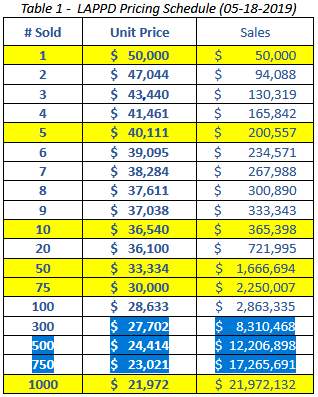 Table 1 - LAPPD Pricing Schedule (05-18-2019)
# Sold Unit Price Sales
1 $ 50,000 $ 50,000
2 $ 47,044 $ 94,088
3 $ 43,440 $ 130,319
4 $ 41,461 $ 165,842
5 $ 40,111 $ 200,557
6 $ 39,095 $ 234,571
7 $ 38,284 $ 267,988
8 $ 37,611 $ 300,890
9 $ 37,038 $ 333,343
10 $ 36,540 $ 365,398
20 $ 36,100 $ 721,995
50 $ 33,334 $ 1,666,694
75 $ 30,000 $ 2,250,007
100 $ 28,633 $ 2,863,335
300 $ 27,702 $ 8,310,468
500 $ 24,414 $ 12,206,898
750 $ 23,021 $ 17,265,691
1000 $ 21,972 $ 21,972,132